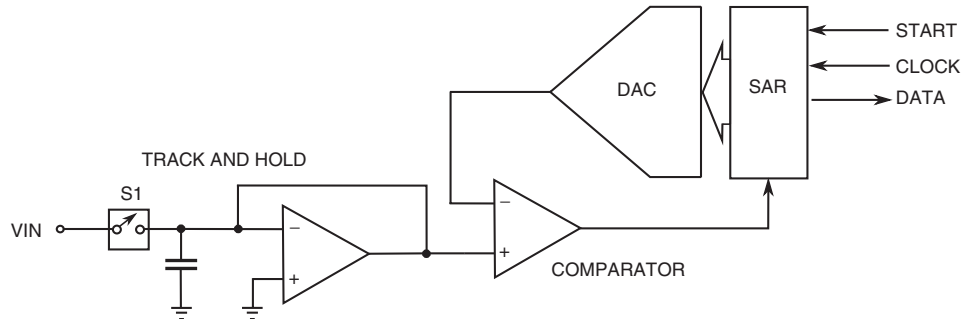 START
CLOCK
DATA
SAR
DAC
TRACK AND HOLD
S1
VIN
−
+
−
+
COMPARATOR